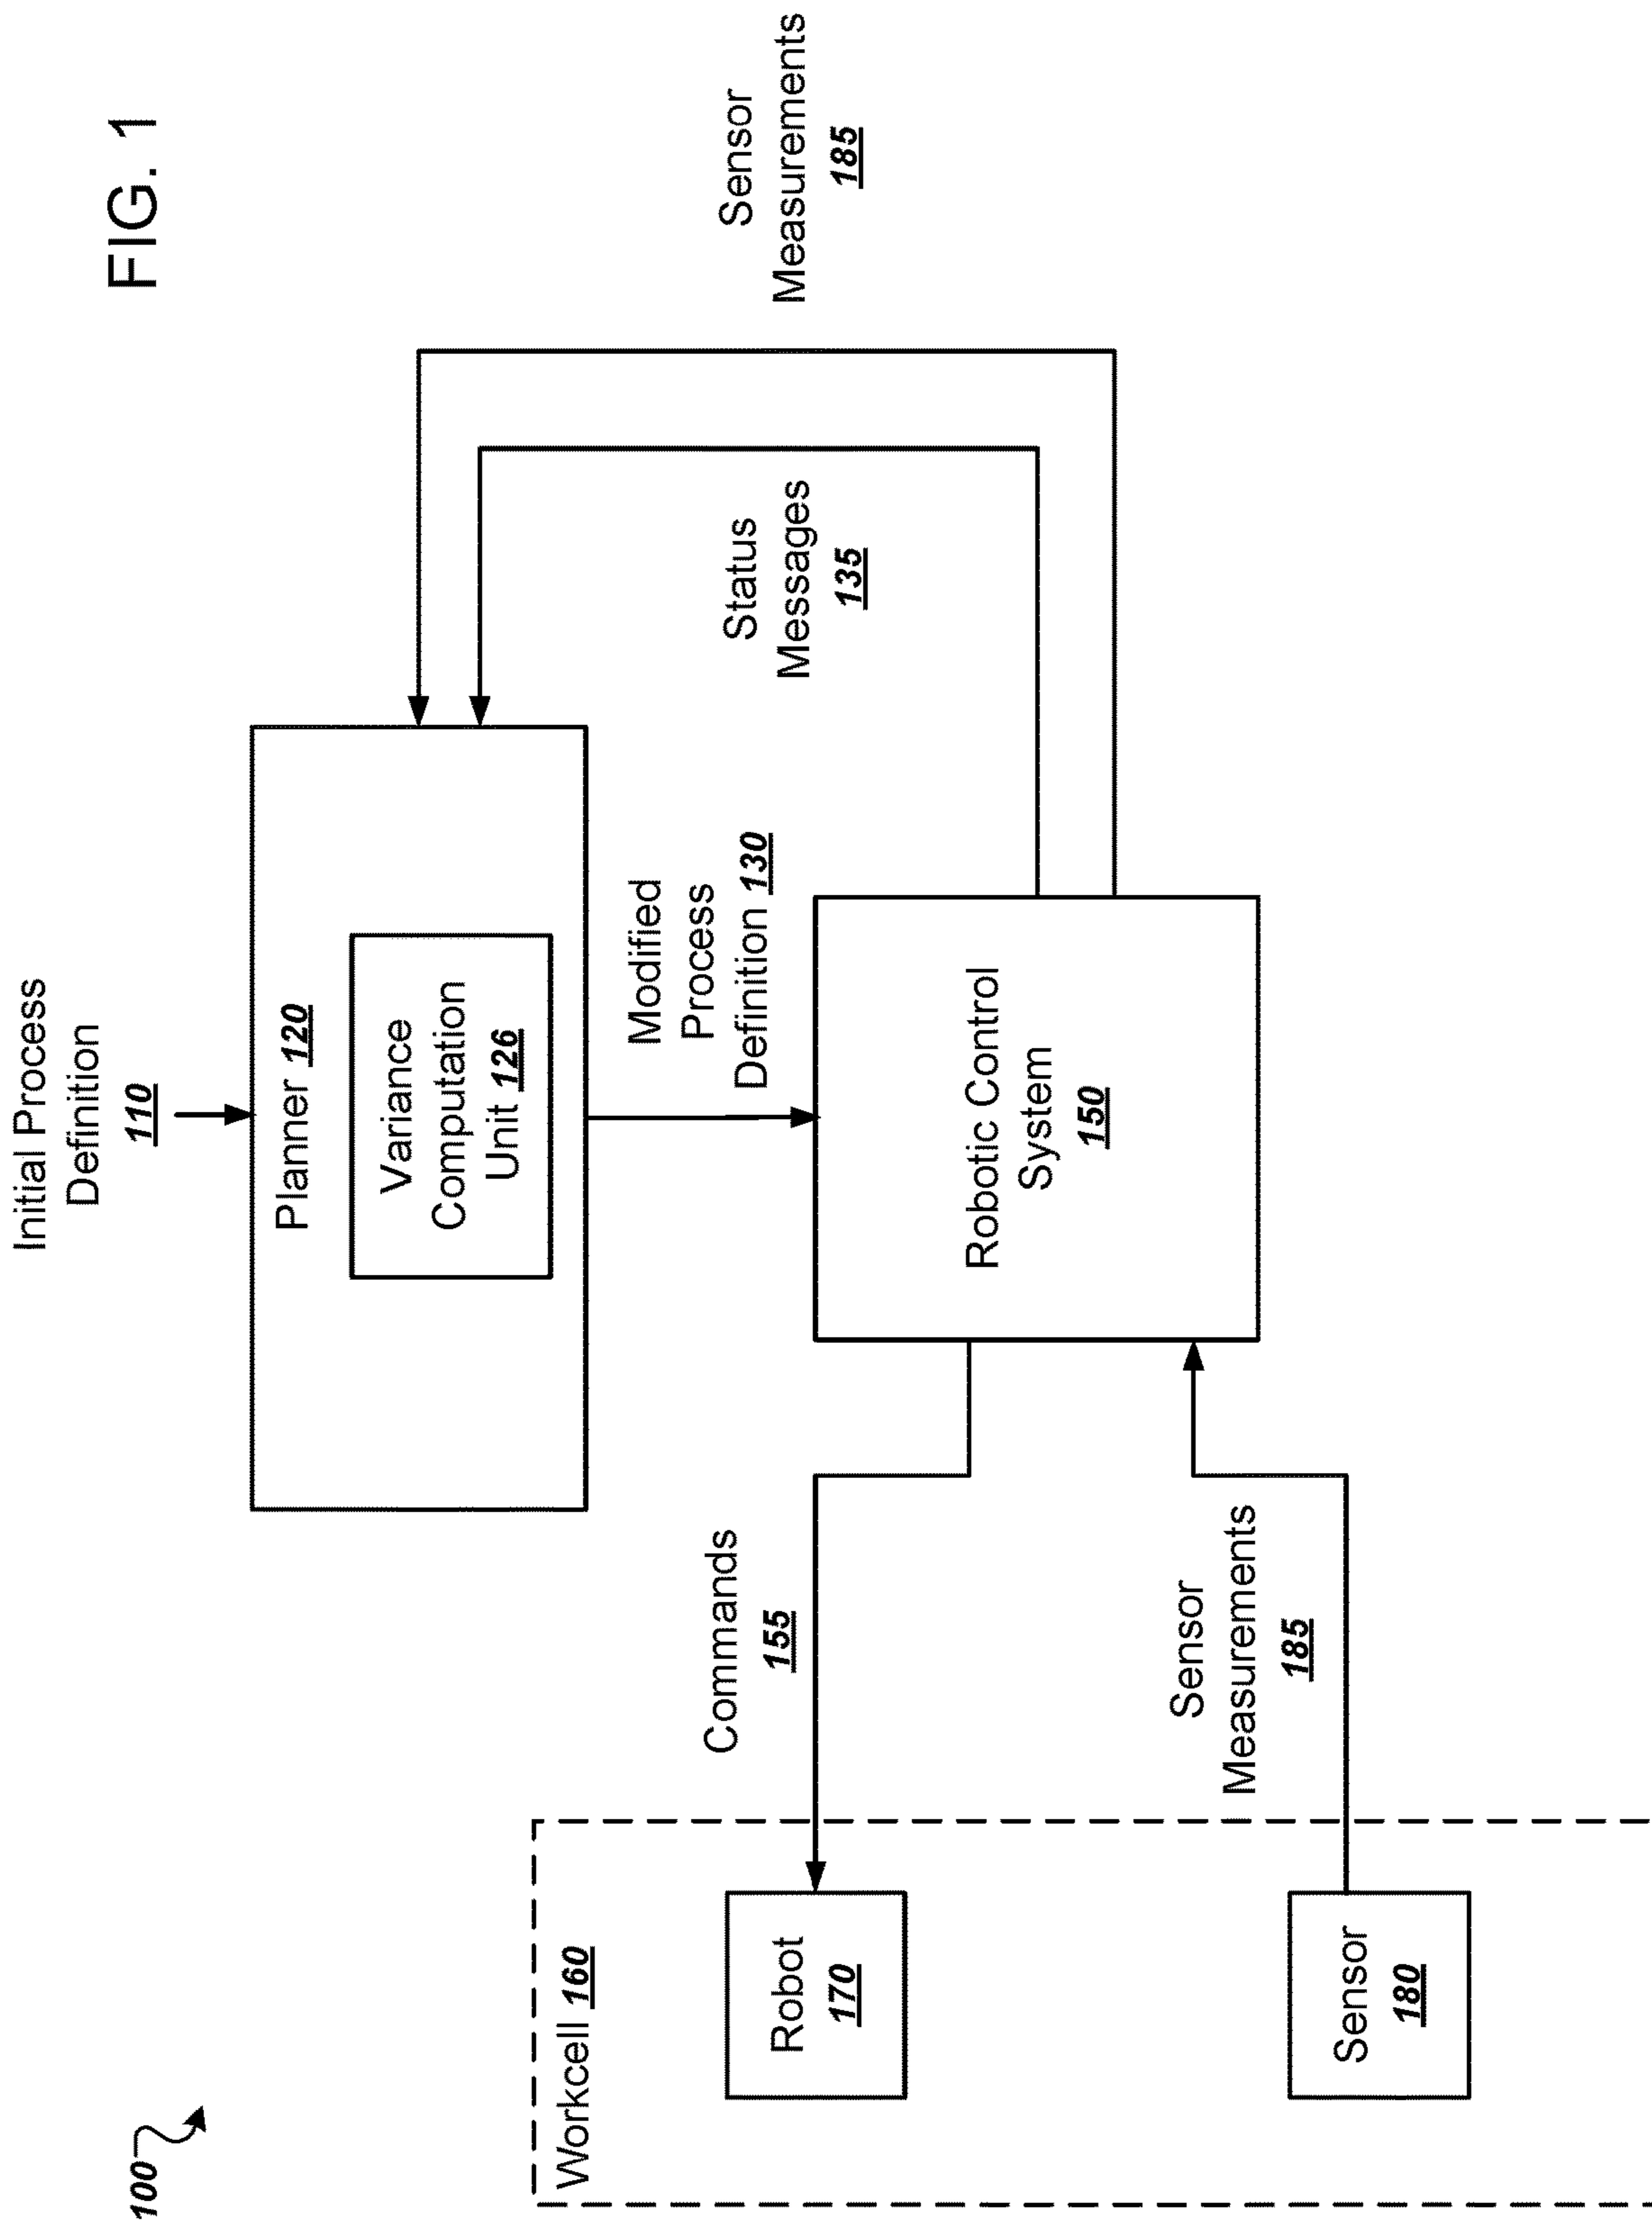 FIG. 1
100
Initial Process
Definition
110
Planner 120
Variance
Computation
Unit 126
Modified
Process
Definition 130
Status
Messages
135
Sensor
Measurements
185
Robotic Control
System
150
Commands
155
Sensor
Measurements
185
Workcell 160
Robot
170
Sensor
180